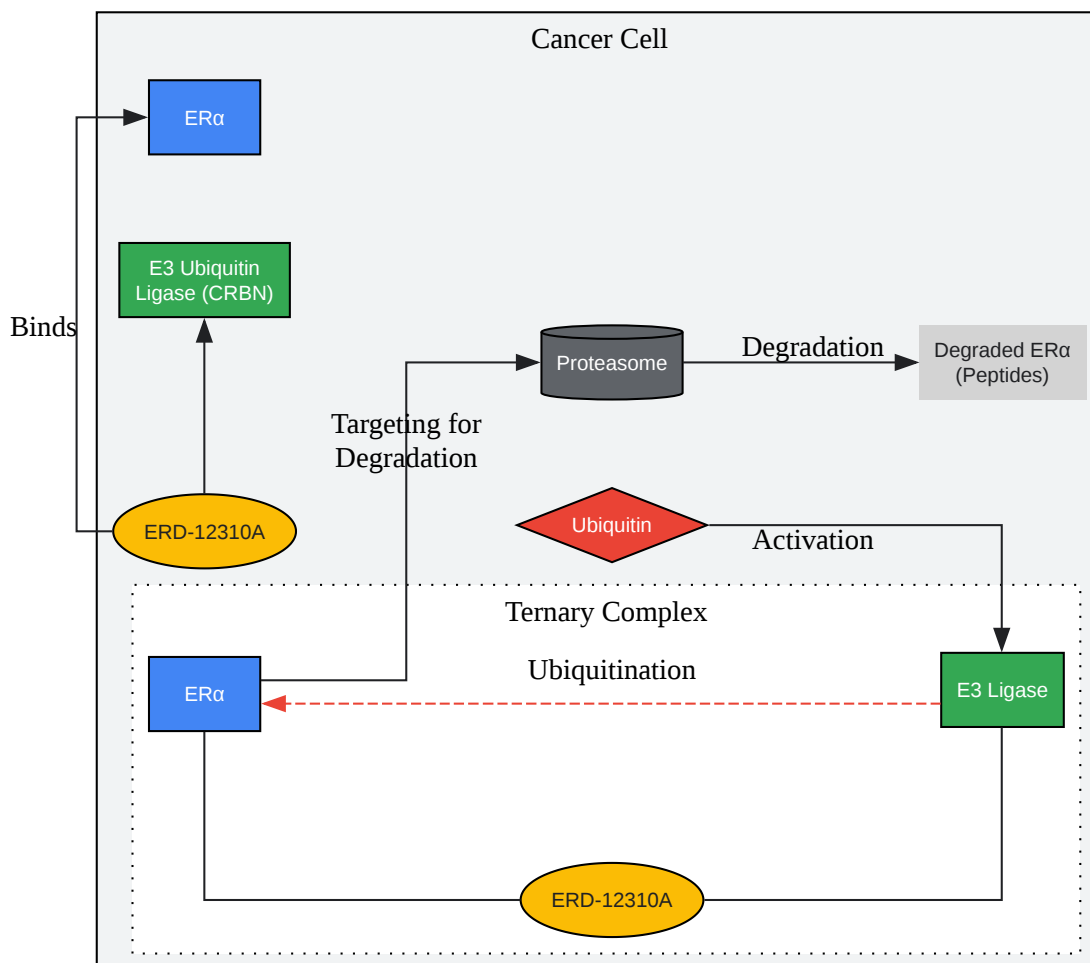 Cancer Cell
ERα
E3 Ubiquitin
Ligase (CRBN)
Binds
Proteasome
Degradation
Degraded ERα
(Peptides)
Targeting for
Degradation
ERD-12310A
Ubiquitin
Activation
Ternary Complex
Ubiquitination
ERα
E3 Ligase
ERD-12310A